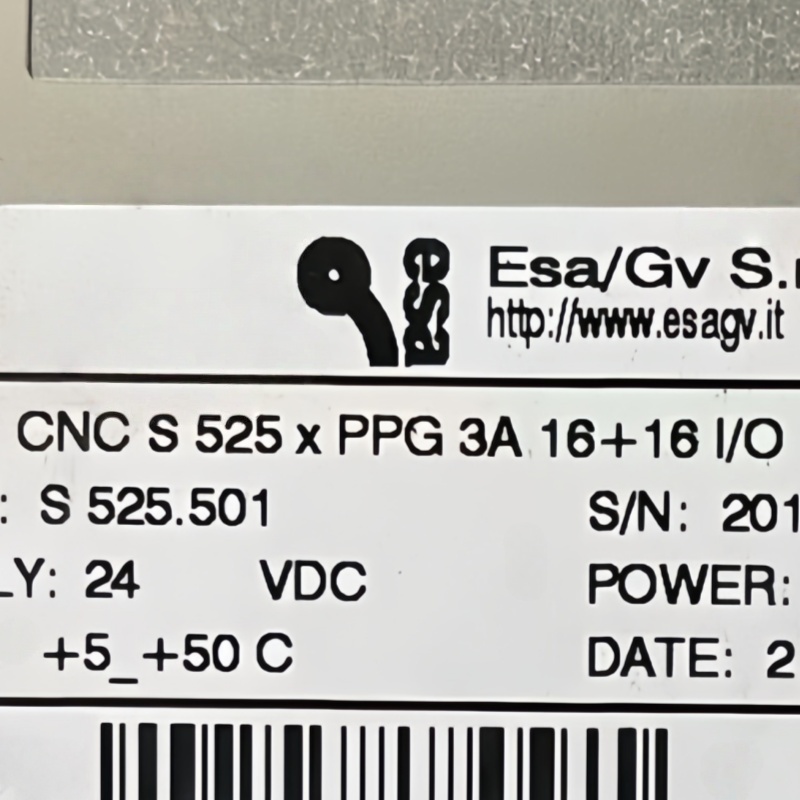 esa
Esa/Gv S.r
http://www.esagv.it
CNC S 525 x PPG 3A 16+16 I/O
: S 525.501 S/N: 201
LY: 24 VDC POWER:
+5_+50 C DATE: 2